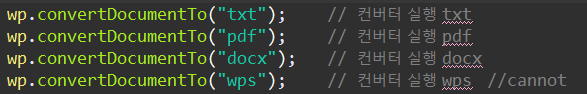 wp.convertDocumentTo("txt");    // 컨버터 실행 txt
wp.convertDocumentTo("pdf");    // 컨버터 실행 pdf
wp.convertDocumentTo("docx");   // 컨버터 실행 docx
wp.convertDocumentTo("wps");    // 컨버터 실행 wps  //cannot